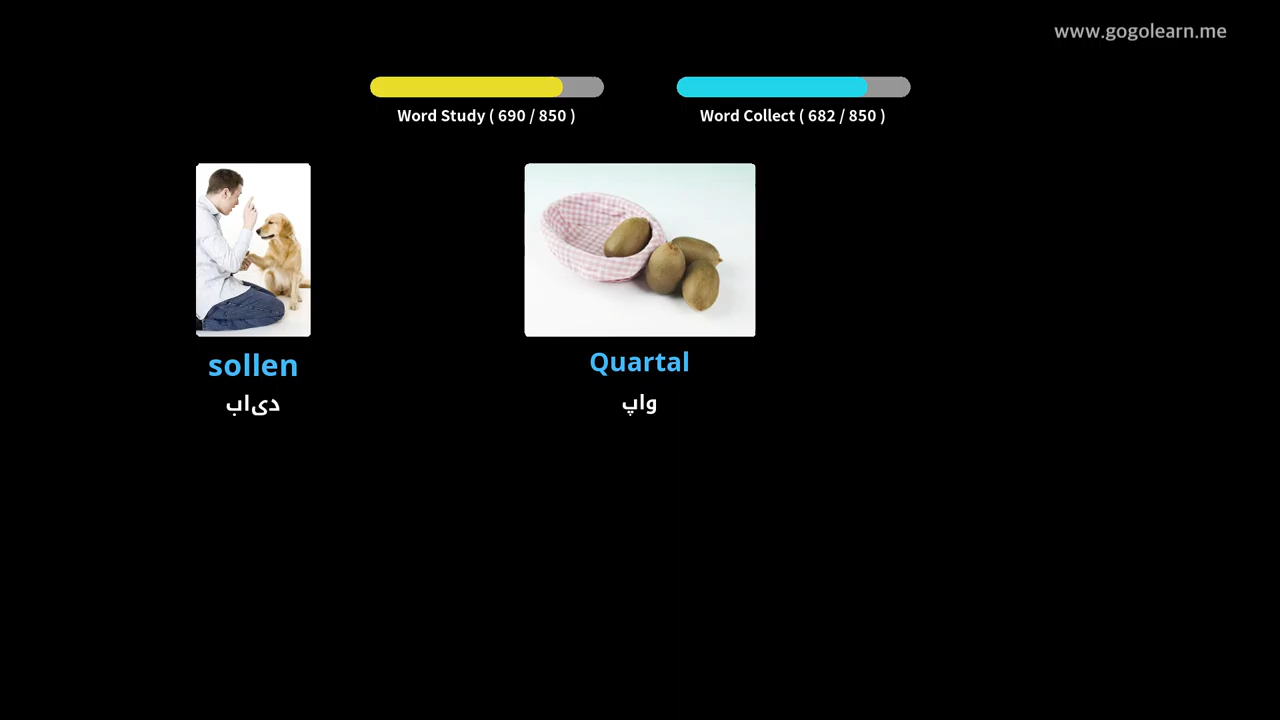 www.gogolearn.me
Word Study ( 690 / 850 )
Word Collect ( 682 / 850 )
sollen
دیاب
Quartal
واپ